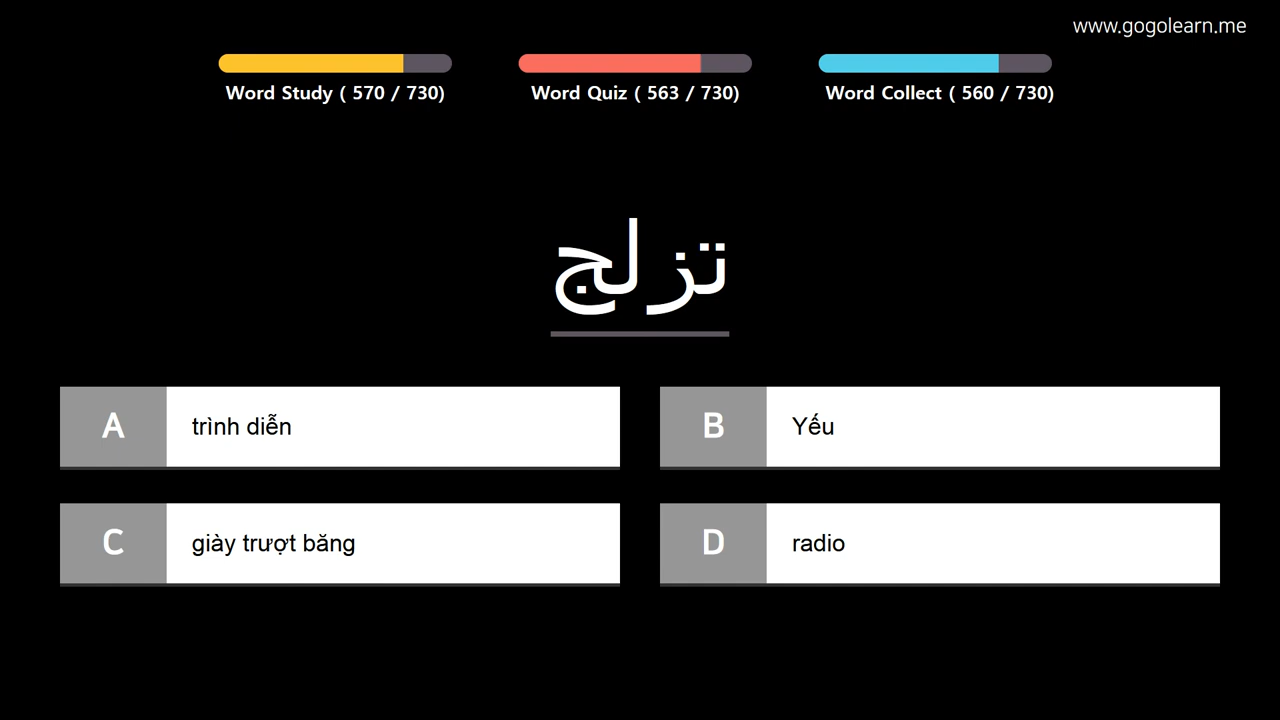 www.gogolearn.me
Word Study ( 570 / 730)
Word Quiz ( 563 / 730)
Word Collect ( 560 / 730)
تزلج
A
trình diễn
B
Yếu
C
giày trượt băng
D
radio